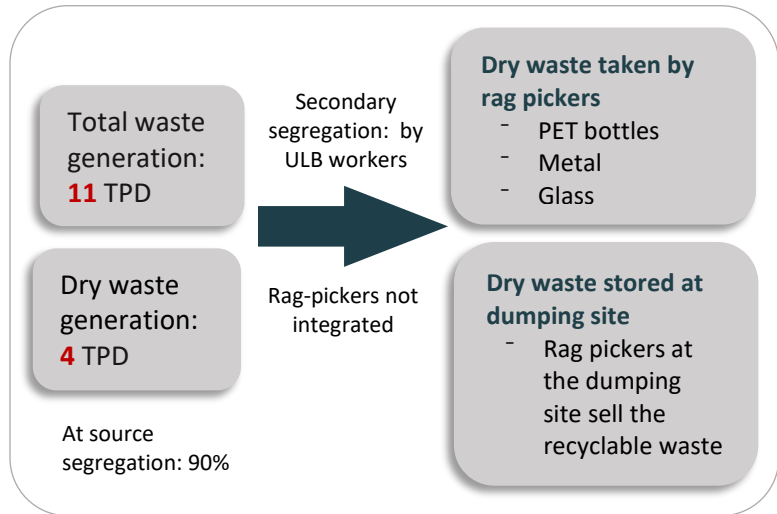 Total waste
generation:
11 TPD
Dry waste
generation:
4 TPD
At source
segregation: 90%
Secondary
segregation:  by
ULB workers
Rag-pickers not
integrated
Dry waste taken by
rag pickers
- PET bottles
- Metal
- Glass
Dry waste stored at
dumping site
- Rag pickers at
the dumping
site sell the
recyclable waste